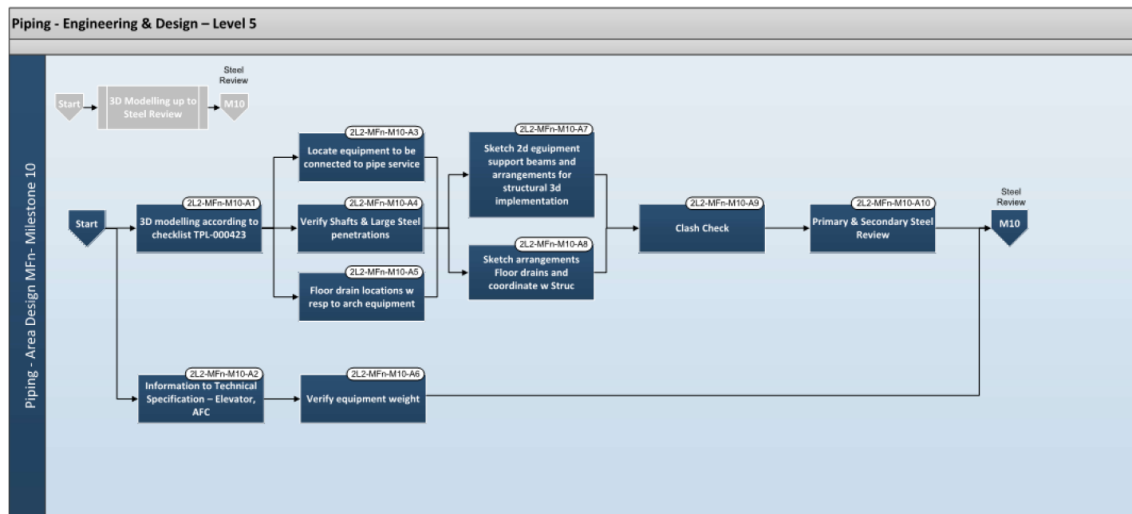 Piping - Engineering & Design – Level 5
Piping - Area Design MFn- Milestone 10
Steel
Review
Start
3D Modelling up to
Steel Review
M10
2L2-MFn-M10-A3
Locate equipment to be
connected to pipe service
2L2-MFn-M10-A7
Sketch 2d eguipment
support beams and
arrangements for
structural 3d
implementation
Start
2L2-MFn-M10-A1
3D modelling according to
checklist TPL-000423
2L2-MFn-M10-A4
Verify Shafts & Large Steel
penetrations
2L2-MFn-M10-A9
Clash Check
2L2-MFn-M10-A10
Primary & Secondary Steel
Review
Steel
Review
M10
2L2-MFn-M10-A5
Floor drain locations w
resp to arch equipment
2L2-MFn-M10-A8
Sketch arrangements
Floor drains and
coordinate w Struc
2L2-MFn-M10-A2
Information to Technical
Specification – Elevator,
AFC
2L2-MFn-M10-A6
Verify equipment weight